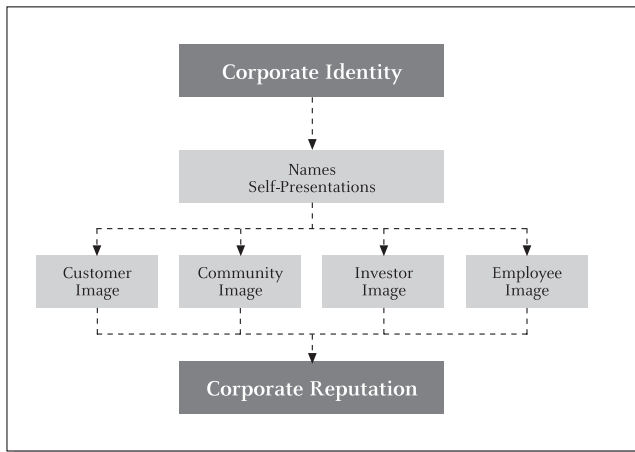 Corporate Identity
Names
Self-Presentations
Customer
Image
Community
Image
Investor
Image
Employee
Image
Corporate Reputation